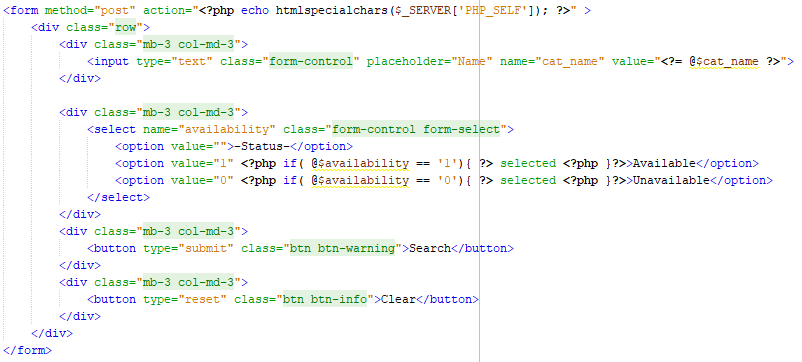 <form method="post" action="<?php echo htmlspecialchars($_SERVER['PHP_SELF']); ?>" >
    <div class="row">
        <div class="mb-3 col-md-3">
            <input type="text" class="form-control" placeholder="Name" name="cat_name" value="<?= @$cat_name ?>">
        </div>

        <div class="mb-3 col-md-3">
            <select name="availability" class="form-control form-select">
                <option value="">-Status-</option>
                <option value="1" <?php if( @$availability == '1'){ ?> selected <?php }?>>Available</option>
                <option value="0" <?php if( @$availability == '0'){ ?> selected <?php }?>>Unavailable</option>
            </select>
        </div>
        <div class="mb-3 col-md-3">
            <button type="submit" class="btn btn-warning">Search</button>
        </div>
        <div class="mb-3 col-md-3">
            <button type="reset" class="btn btn-info">Clear</button>
        </div>
    </div>
</form>